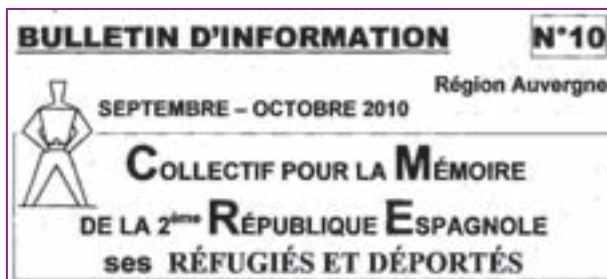 BULLETIN D'INFORMATION N°10
Région Auvergne
SEPTEMBRE – OCTOBRE 2010
COLLECTIF POUR LA MÉMOIRE
DE LA 2ème RÉPUBLIQUE ESPAGNOLE
ses RÉFUGIÉS ET DÉPORTÉS